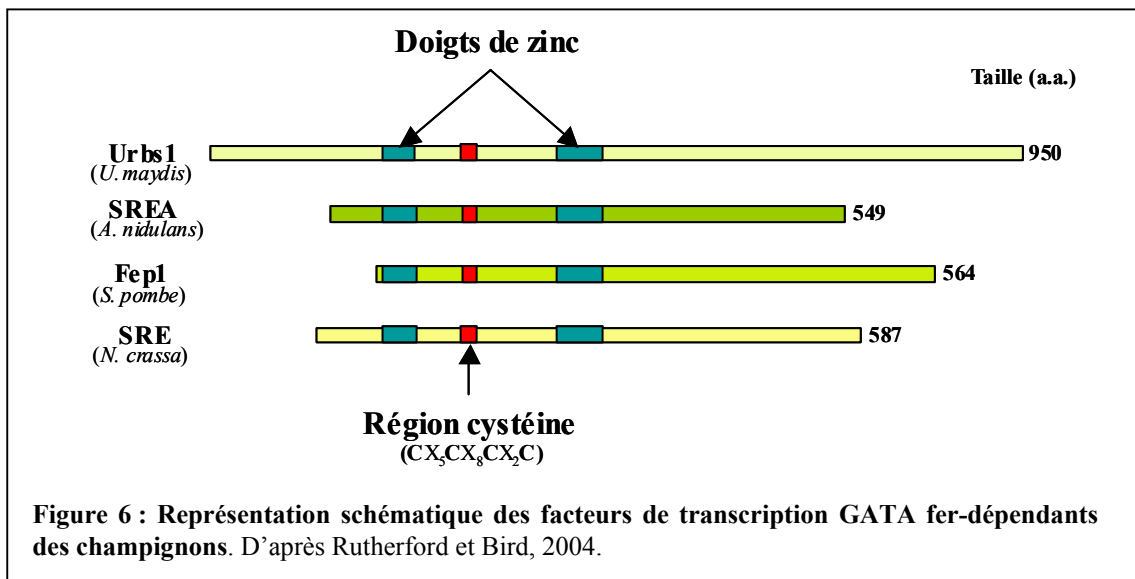 Doigts de zinc
Taille (a.a.)
Urbs1
(U. maydis)
950
SREA
(A. nidulans)
549
Fep1
(S. pombe)
564
SRE
(N. crassa)
587
Région cystéine
(CX₅CX₈CX₂C)
Figure 6 : Représentation schématique des facteurs de transcription GATA fer-dépendants
des champignons. D’après Rutherford et Bird, 2004.